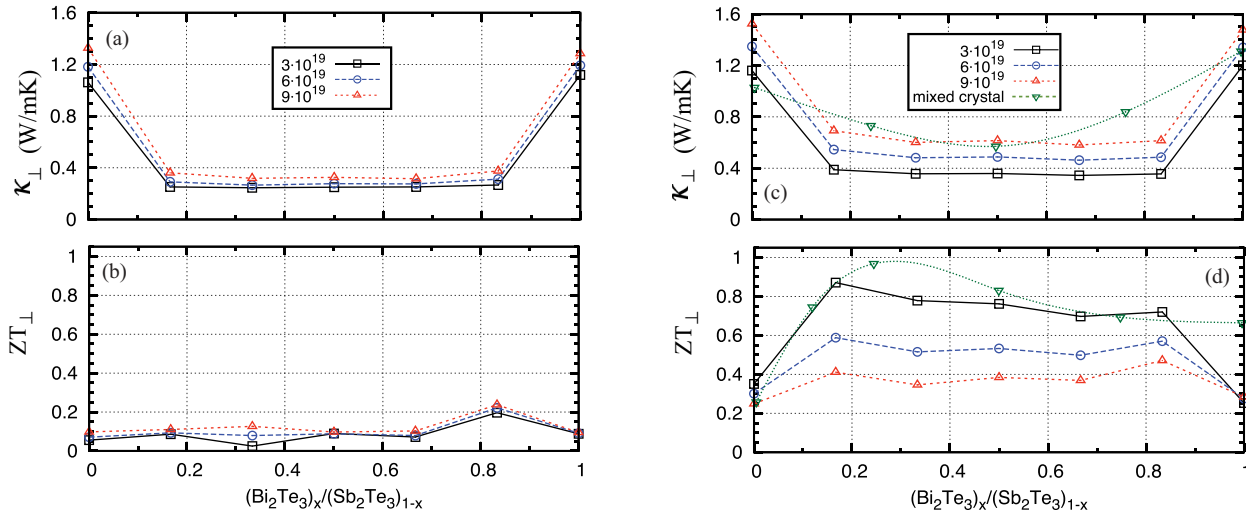 1.6
1.2
0.8
0.4
0
κ⊥ (W/mK)
(a)
3·10^19
6·10^19
9·10^19
1
0.8
0.6
0.4
0.2
0
ZT⊥
(b)
0 0.2 0.4 0.6 0.8 1
(Bi₂Te₃)ₓ/(Sb₂Te₃)₁₋ₓ
1.6
1.2
0.8
0.4
0
κ⊥ (W/mK)
3·10^19
6·10^19
9·10^19
mixed crystal
(c)
1
0.8
0.6
0.4
0.2
0
ZT⊥
(d)
0 0.2 0.4 0.6 0.8 1
(Bi₂Te₃)ₓ/(Sb₂Te₃)₁₋ₓ